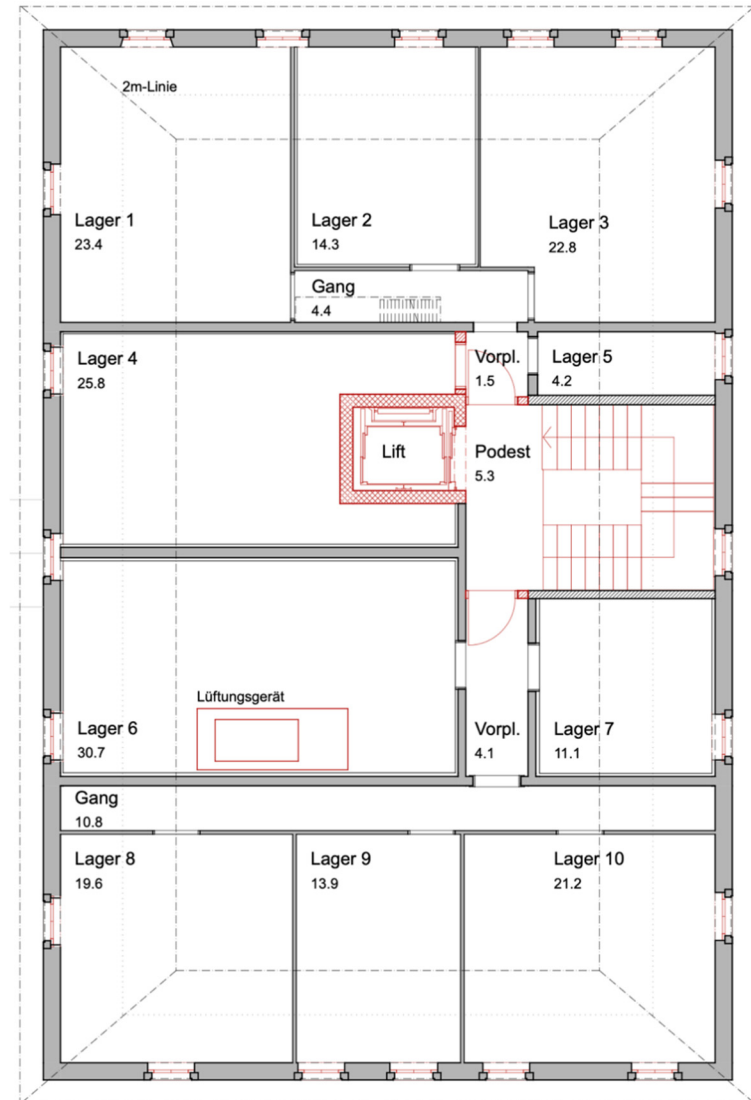 2m-Linie
Lager 1
23.4
Lager 2
14.3
Lager 3
22.8
Gang
4.4
Lager 4
25.8
Vorpl.
1.5
Lager 5
4.2
Lift
Podest
5.3
Lüftungsgerät
Lager 6
30.7
Vorpl.
4.1
Lager 7
11.1
Gang
10.8
Lager 8
19.6
Lager 9
13.9
Lager 10
21.2